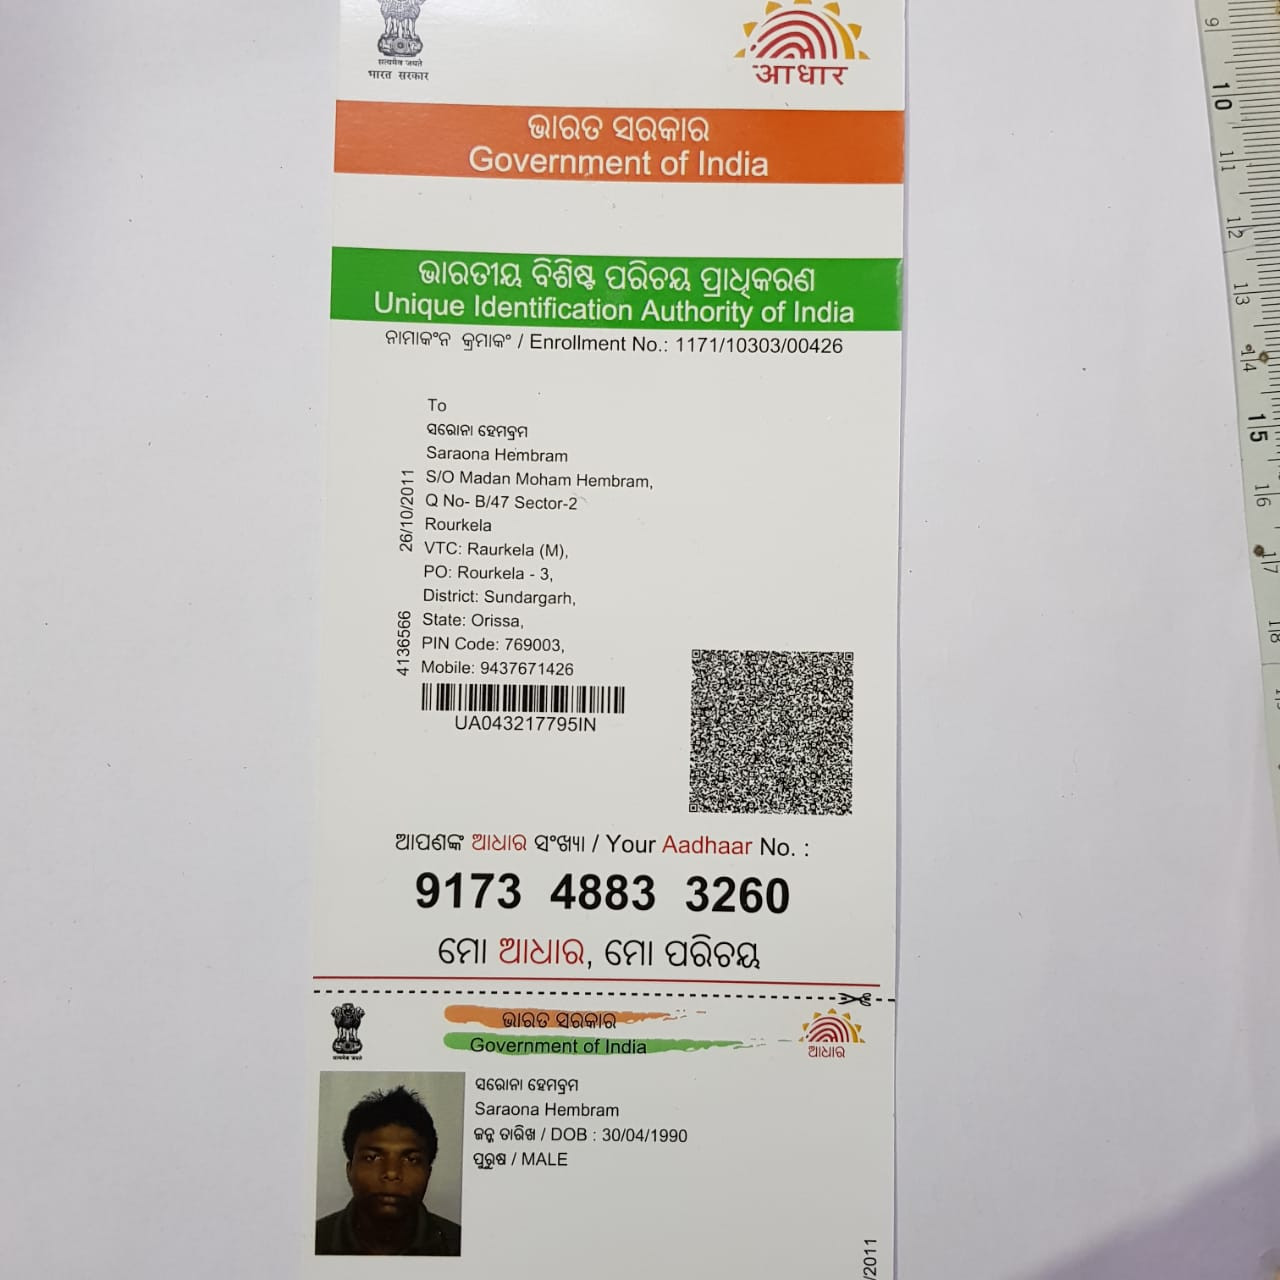 सत्यमेव जयते
भारत सरकार
आधार
ଭାରତ ସରକାର
Government of India
ଭାରତୀୟ ବିଶିଷ୍ଟ ପରିଚୟ ପ୍ରାଧିକରଣ
Unique Identification Authority of India
ନାମାକଂନ କ୍ରମାକଂ / Enrollment No.: 1171/10303/00426
To
ସରୋନା ହେମବ୍ରମ
Saraona Hembram
S/O Madan Moham Hembram,
Q No- B/47 Sector-2
Rourkela
VTC: Raurkela (M),
PO: Rourkela - 3,
District: Sundargarh,
State: Orissa,
PIN Code: 769003,
Mobile: 9437671426
26/10/2011
4136566
UA043217795IN
ଆପଣଙ୍କ ଆଧାର ସଂଖ୍ୟା / Your Aadhaar No. :
9173 4883 3260
ମୋ ଆଧାର, ମୋ ପରିଚୟ
ଭାରତ ସରକାର
Government of India
सत्यमेव जयते
ଆଧାର
ସରୋନା ହେମବ୍ରମ
Saraona Hembram
ଜନ୍ମ ତାରିଖ / DOB : 30/04/1990
ପୁରୁଷ / MALE
/2011
9
10
11
12
13
14
15
16
17
18